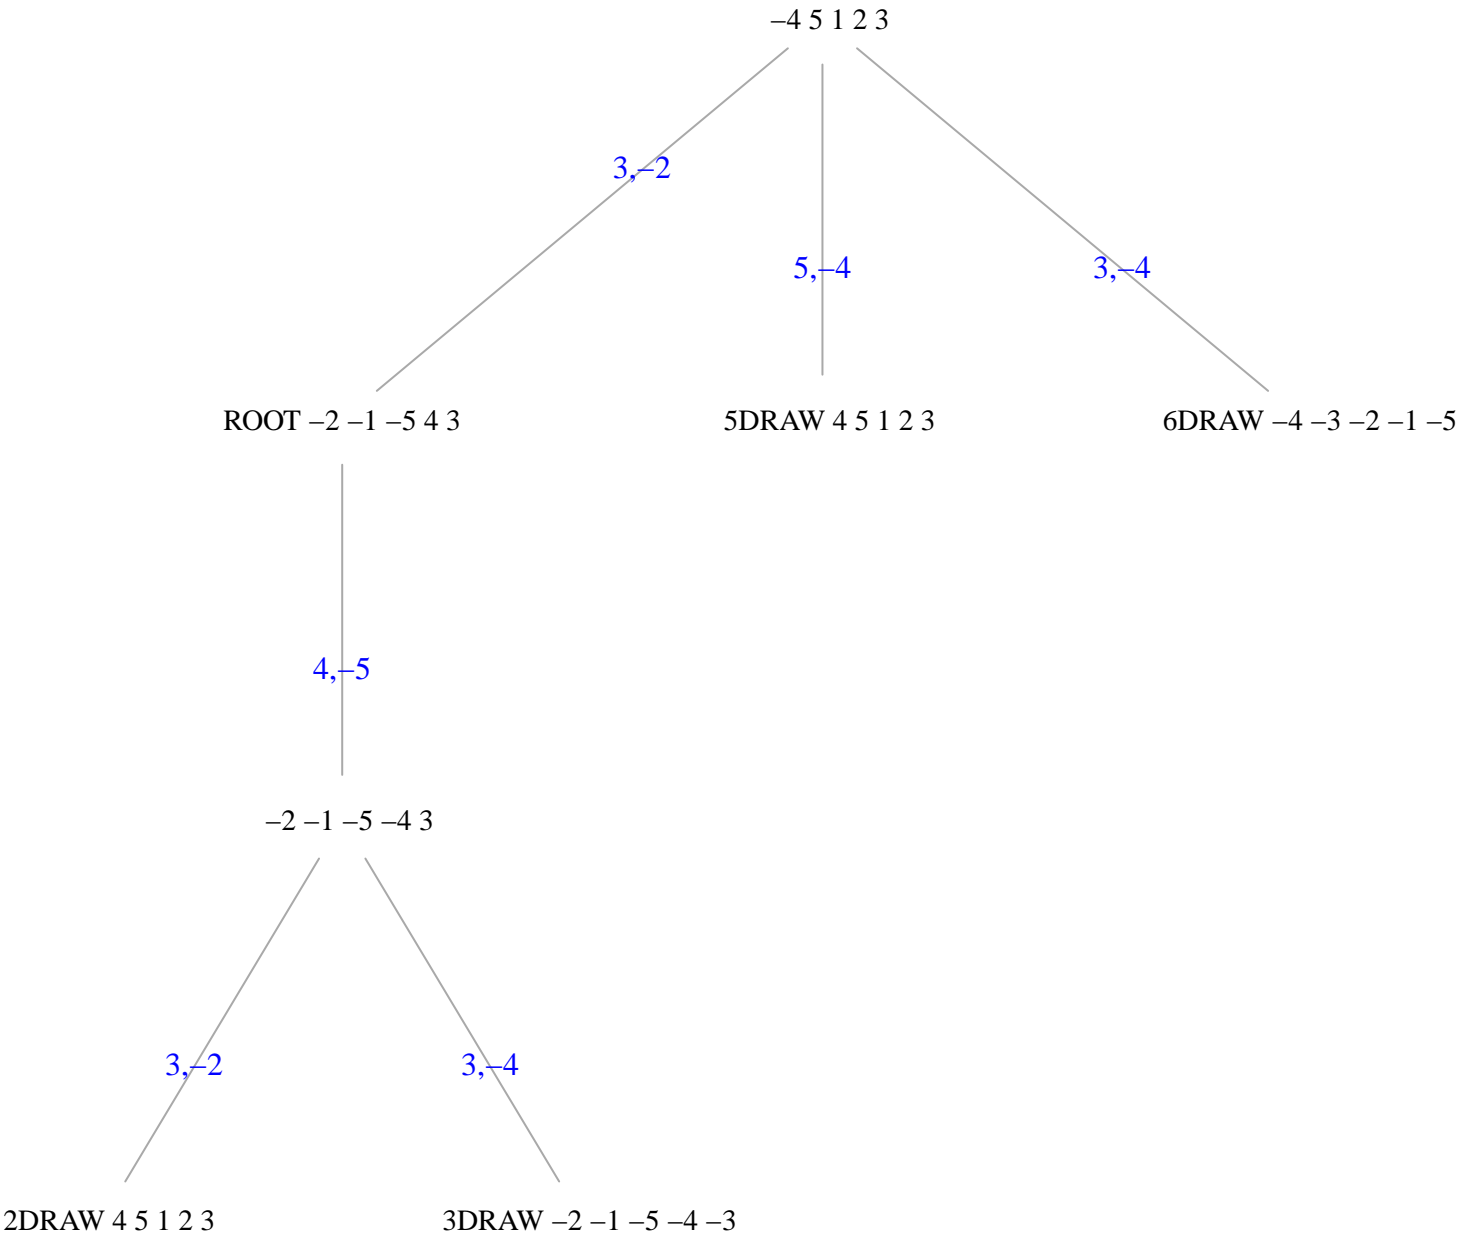 –4 5 1 2 3
3,–2
5,–4
3,–4
ROOT –2 –1 –5 4 3
5DRAW 4 5 1 2 3
6DRAW –4 –3 –2 –1 –5
4,–5
–2 –1 –5 –4 3
3,–2
3,–4
2DRAW 4 5 1 2 3
3DRAW –2 –1 –5 –4 –3